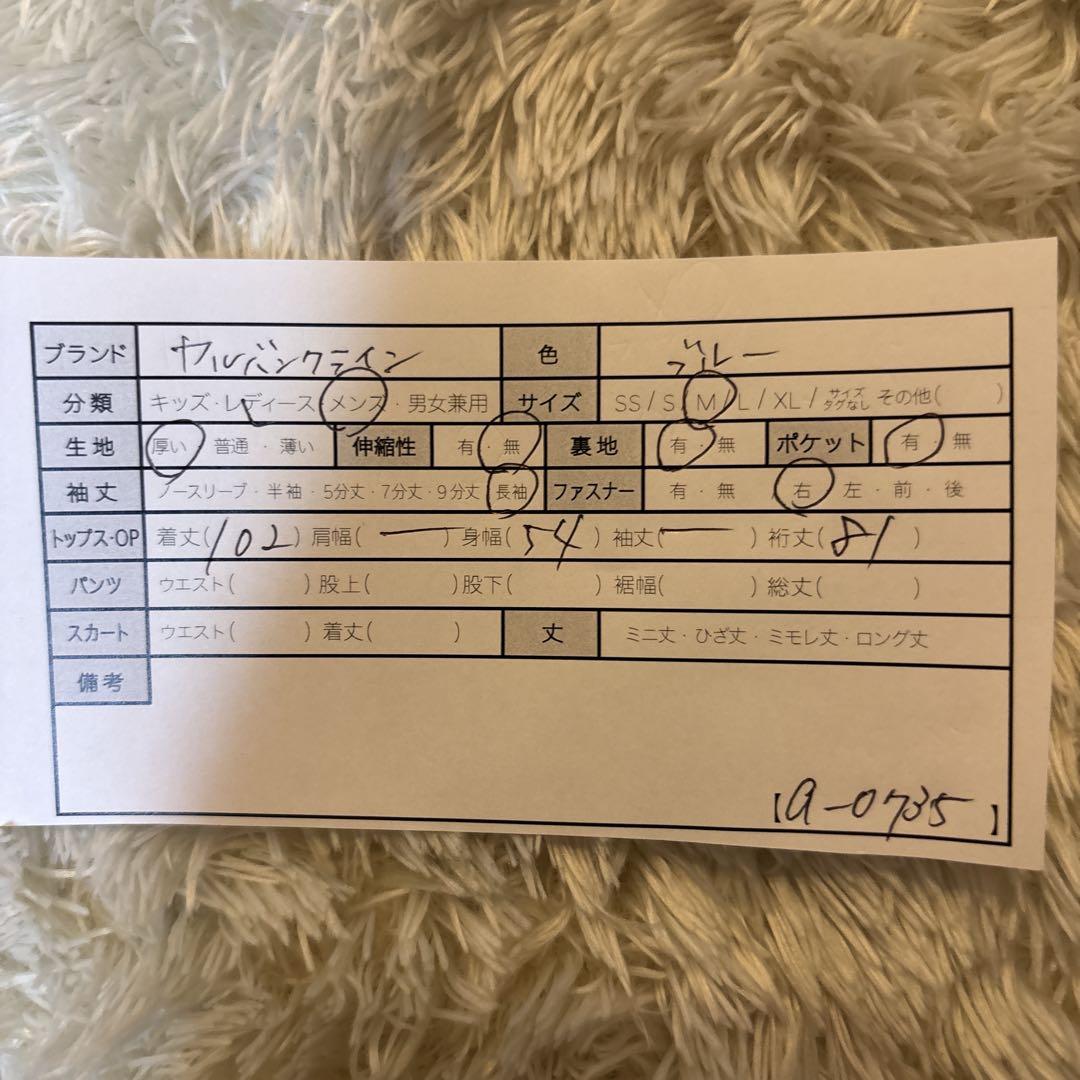 ブランド カルバンクライン 色 ブルー
分類 キッズ・レディース・メンズ・男女兼用 サイズ SS / S / M / L / XL / サイズタグなし その他( )
生地 厚い・普通・薄い 伸縮性 有・無 裏地 有・無 ポケット 有・無
袖丈 ノースリーブ・半袖・5分丈・7分丈・9分丈・長袖 ファスナー 有・無 / 右・左・前・後
トップス・OP 着丈(102) 肩幅(ー) 身幅(54) 袖丈(ー) 裄丈(81)
パンツ ウエスト( ) 股上( ) 股下( ) 裾幅( ) 総丈( )
スカート ウエスト( ) 着丈( ) 丈 ミニ丈・ひざ丈・ミモレ丈・ロング丈
備考
【a-0735】